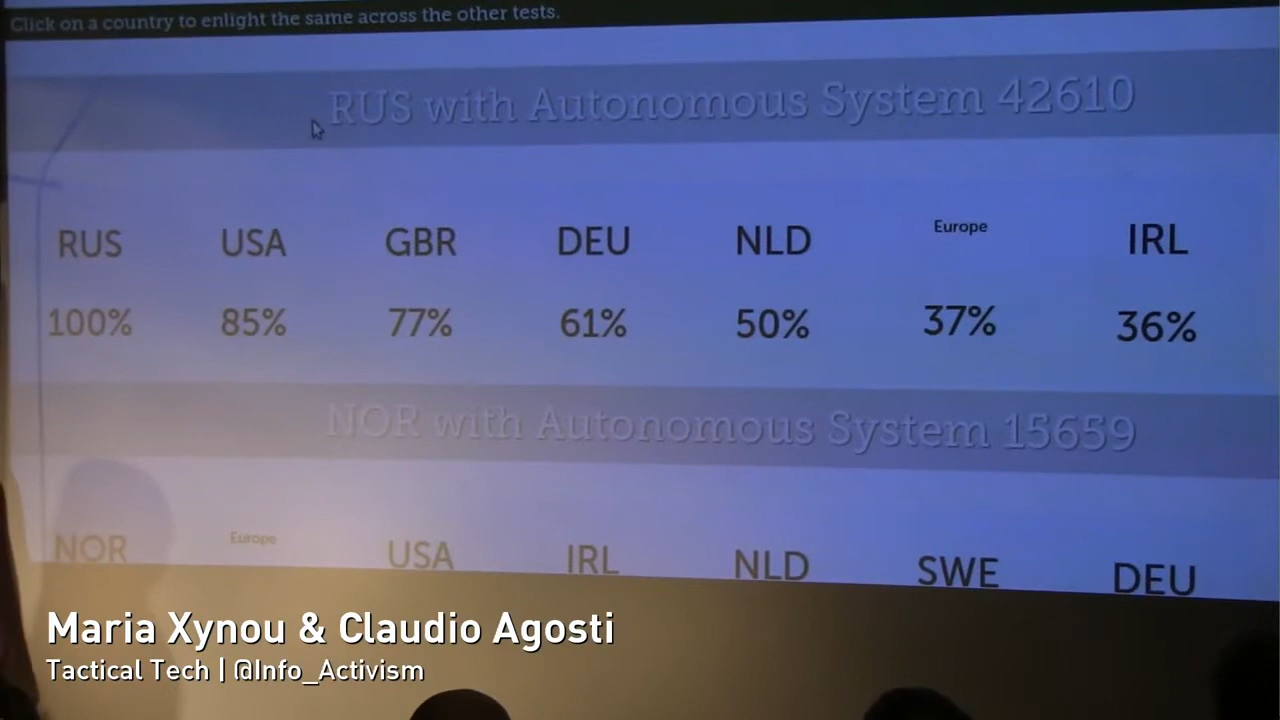 Click on a country to enlight the same across the other tests.
RUS with Autonomous System 42610
RUS USA GBR DEU NLD Europe IRL
100% 85% 77% 61% 50% 37% 36%
NOR with Autonomous System 15659
NOR Europe USA IRL NLD SWE DEU
Maria Xynou & Claudio Agosti
Tactical Tech | @Info_Activism